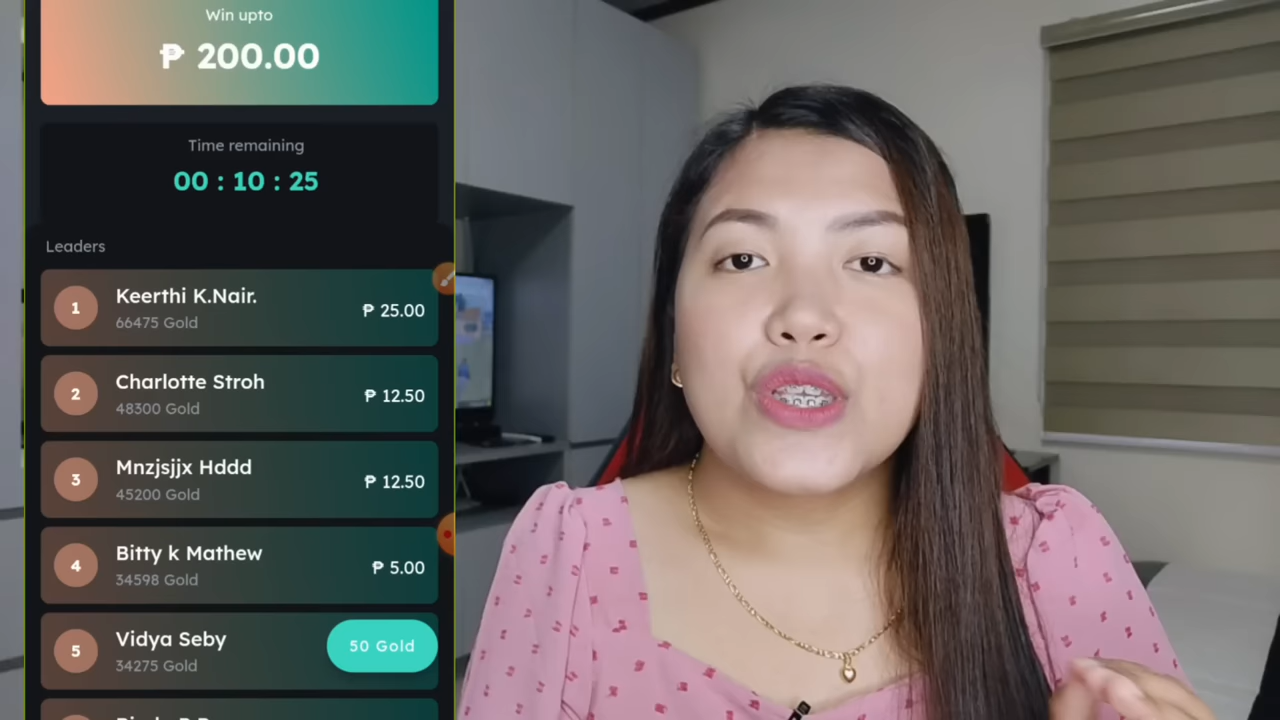 Win upto
₱ 200.00
Time remaining
00 : 10 : 25
Leaders
1
Keerthi K.Nair.
66475 Gold
₱ 25.00
2
Charlotte Stroh
48300 Gold
₱ 12.50
3
Mnzjsjjx Hddd
45200 Gold
₱ 12.50
4
Bitty k Mathew
34598 Gold
₱ 5.00
5
Vidya Seby
34275 Gold
50 Gold